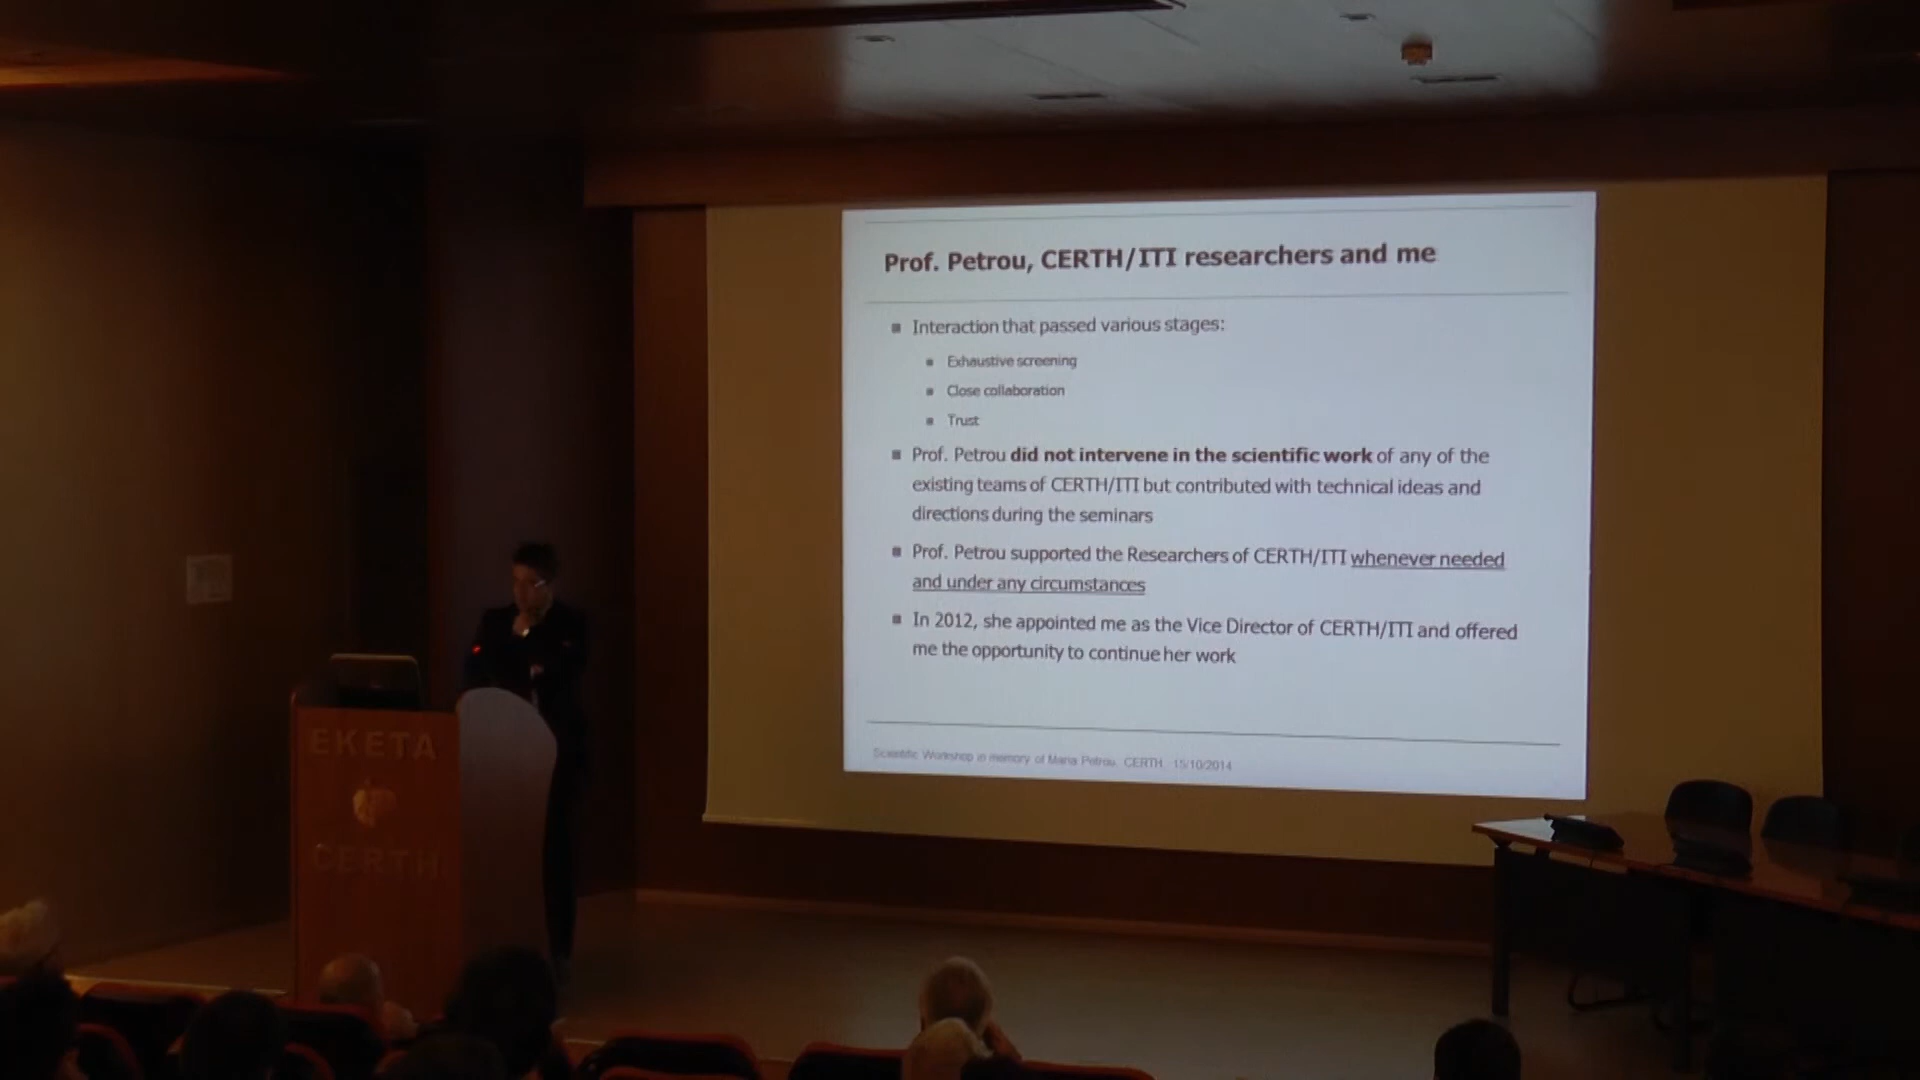 Prof. Petrou, CERTH/ITI researchers and me
Interaction that passed various stages:
Exhaustive screening
Close collaboration
Trust
Prof. Petrou did not intervene in the scientific work of any of the
existing teams of CERTH/ITI but contributed with technical ideas and
directions during the seminars
Prof. Petrou supported the Researchers of CERTH/ITI whenever needed
and under any circumstances
In 2012, she appointed me as the Vice Director of CERTH/ITI and offered
me the opportunity to continue her work
Scientific Workshop in memory of Maria Petrou, CERTH, 15/10/2014
EKETA
CERTH